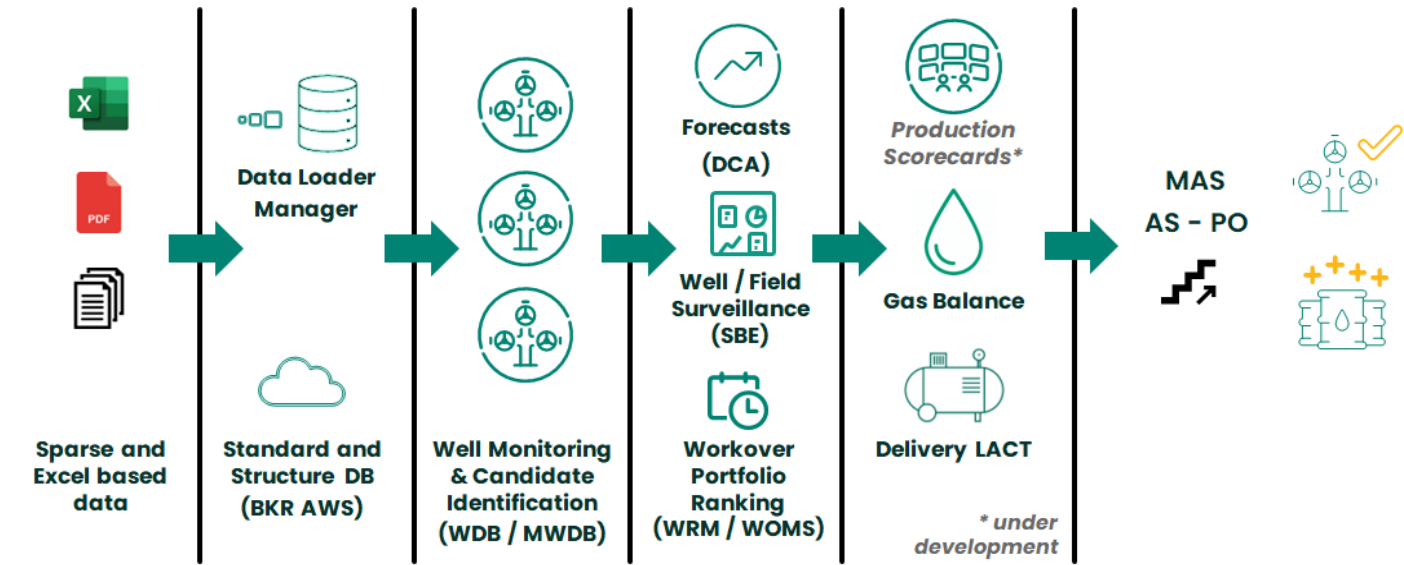 X
PDF
Sparse and
Excel based
data
Data Loader
Manager
Standard and
Structure DB
(BKR AWS)
Well Monitoring
& Candidate
Identification
(WDB / MWDB)
Forecasts
(DCA)
Well / Field
Surveillance
(SBE)
Workover
Portfolio
Ranking
(WRM / WOMS)
Production
Scorecards*
Gas Balance
Delivery LACT
* under
development
MAS
AS - PO